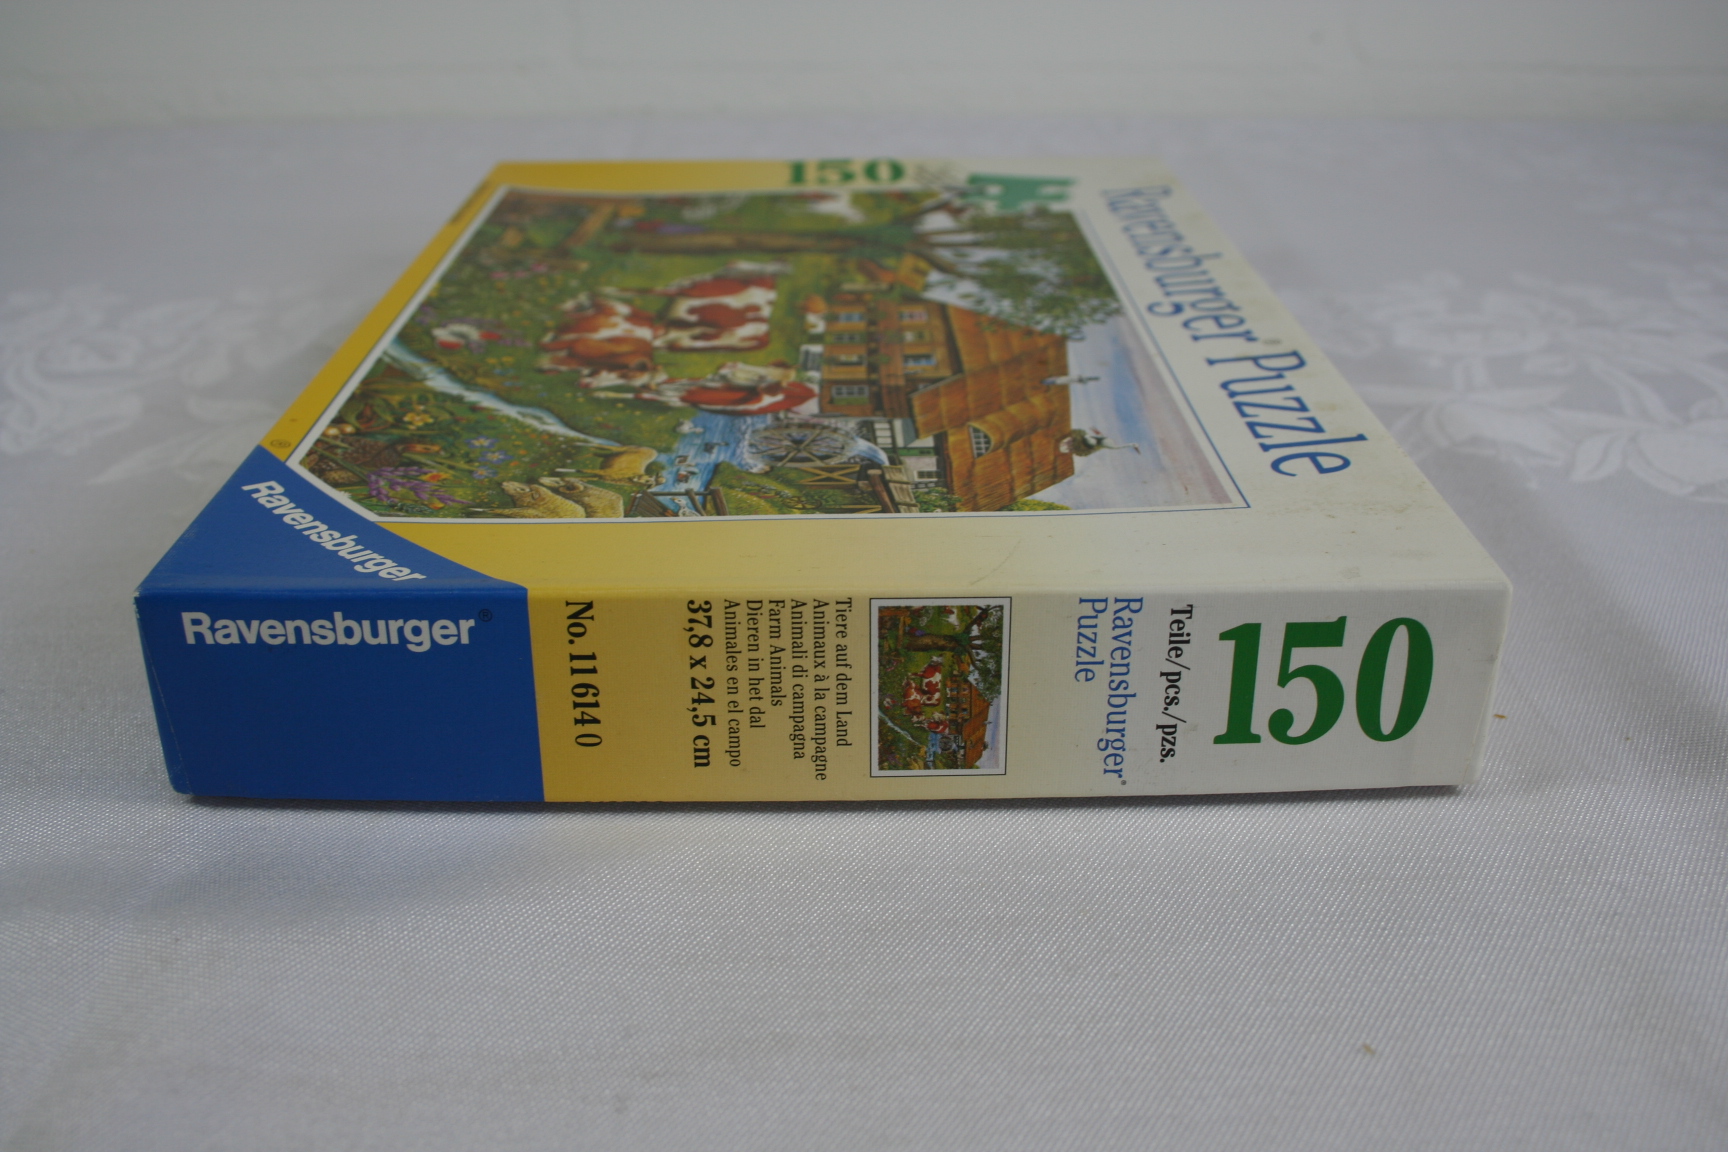 150
Ravensburger Puzzle
Ravensburger
Ravensburger®
No. 11 614 0
37,8 x 24,5 cm
Tiere auf dem Land
Animaux à la campagne
Animali di campagna
Farm Animals
Dieren in het dal
Animales en el campo
Ravensburger®
Puzzle
Teile/pcs./pzs.
150